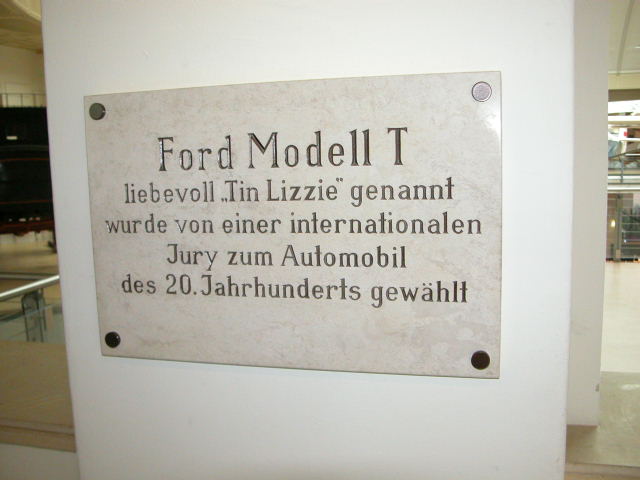 Ford Modell T
liebevoll „Tin Lizzie" genannt
wurde von einer internationalen
Jury zum Automobil
des 20. Jahrhunderts gewählt